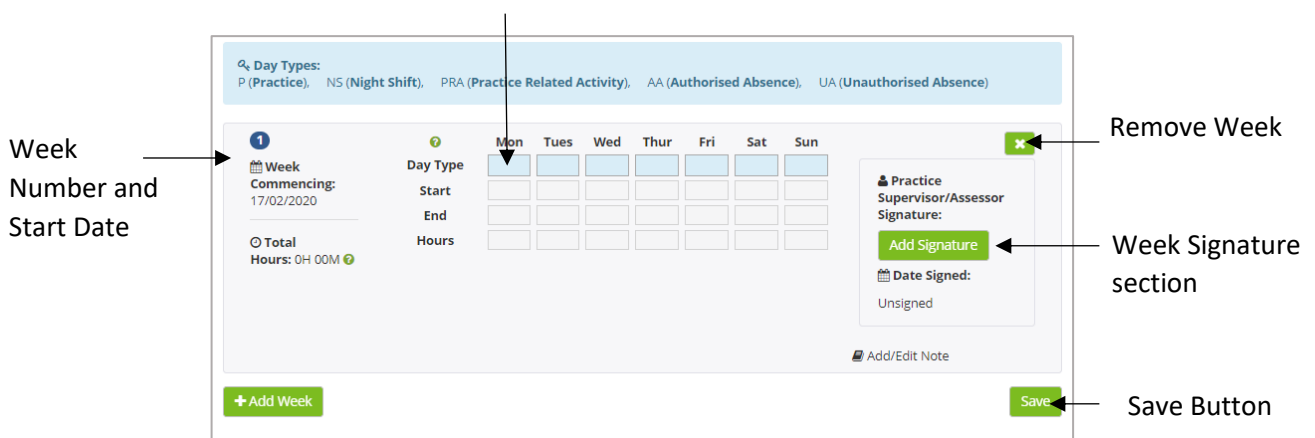 Day Types:
P (Practice), NS (Night Shift), PRA (Practice Related Activity), AA (Authorised Absence), UA (Unauthorised Absence)
Week
Number and
Start Date
1
Week
Commencing:
17/02/2020
Total
Hours: 0H 00M ?
? Mon Tues Wed Thur Fri Sat Sun
Day Type
Start
End
Hours
Practice
Supervisor/Assessor
Signature:
Add Signature
Date Signed:
Unsigned
Add/Edit Note
Remove Week
Week Signature
section
+ Add Week
Save
Save Button